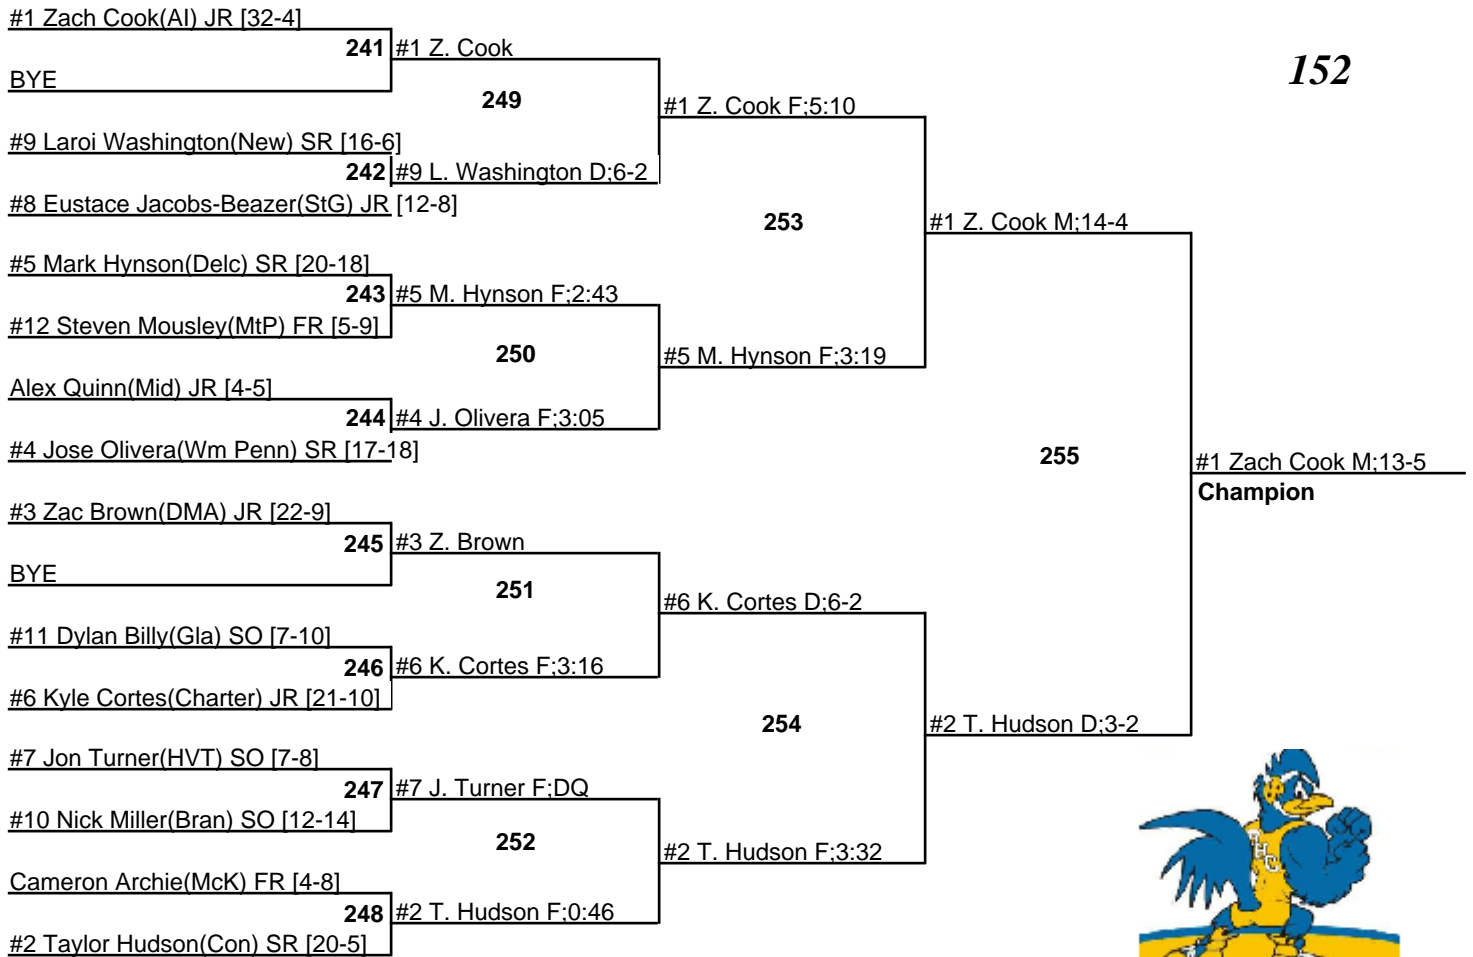 #1 Zach Cook(AI) JR [32-4]
241 #1 Z. Cook
152
BYE
249
#1 Z. Cook F;5:10
#9 Laroi Washington(New) SR [16-6]
242 #9 L. Washington D;6-2
#8 Eustace Jacobs-Beazer(StG) JR [12-8]
253
#1 Z. Cook M;14-4
#5 Mark Hynson(Delc) SR [20-18]
243 #5 M. Hynson F;2:43
#12 Steven Mousley(MtP) FR [5-9]
250
#5 M. Hynson F;3:19
Alex Quinn(Mid) JR [4-5]
244 #4 J. Olivera F;3:05
#4 Jose Olivera(Wm Penn) SR [17-18]
255
#1 Zach Cook M;13-5
Champion
#3 Zac Brown(DMA) JR [22-9]
245 #3 Z. Brown
BYE
251
#6 K. Cortes D;6-2
#11 Dylan Billy(Gla) SO [7-10]
246 #6 K. Cortes F;3:16
#6 Kyle Cortes(Charter) JR [21-10]
254
#2 T. Hudson D;3-2
#7 Jon Turner(HVT) SO [7-8]
247 #7 J. Turner F;DQ
#10 Nick Miller(Bran) SO [12-14]
252
#2 T. Hudson F;3:32
Cameron Archie(McK) FR [4-8]
248 #2 T. Hudson F;0:46
#2 Taylor Hudson(Con) SR [20-5]